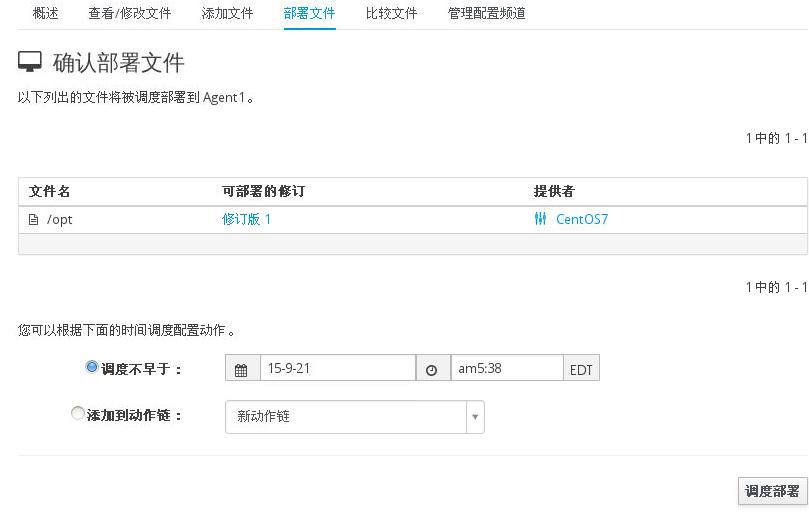 概述 查看/修改文件 添加文件 部署文件 比较文件 管理配置频道
确认部署文件
以下列出的文件将被调度部署到 Agent1。
1 中的 1 - 1
文件名 可部署的修订 提供者
/opt 修订版 1 CentOS7
1 中的 1 - 1
您可以根据下面的时间调度配置动作。
调度不早于： 15-9-21 am5:38 EDT
添加到动作链： 新动作链
调度部署